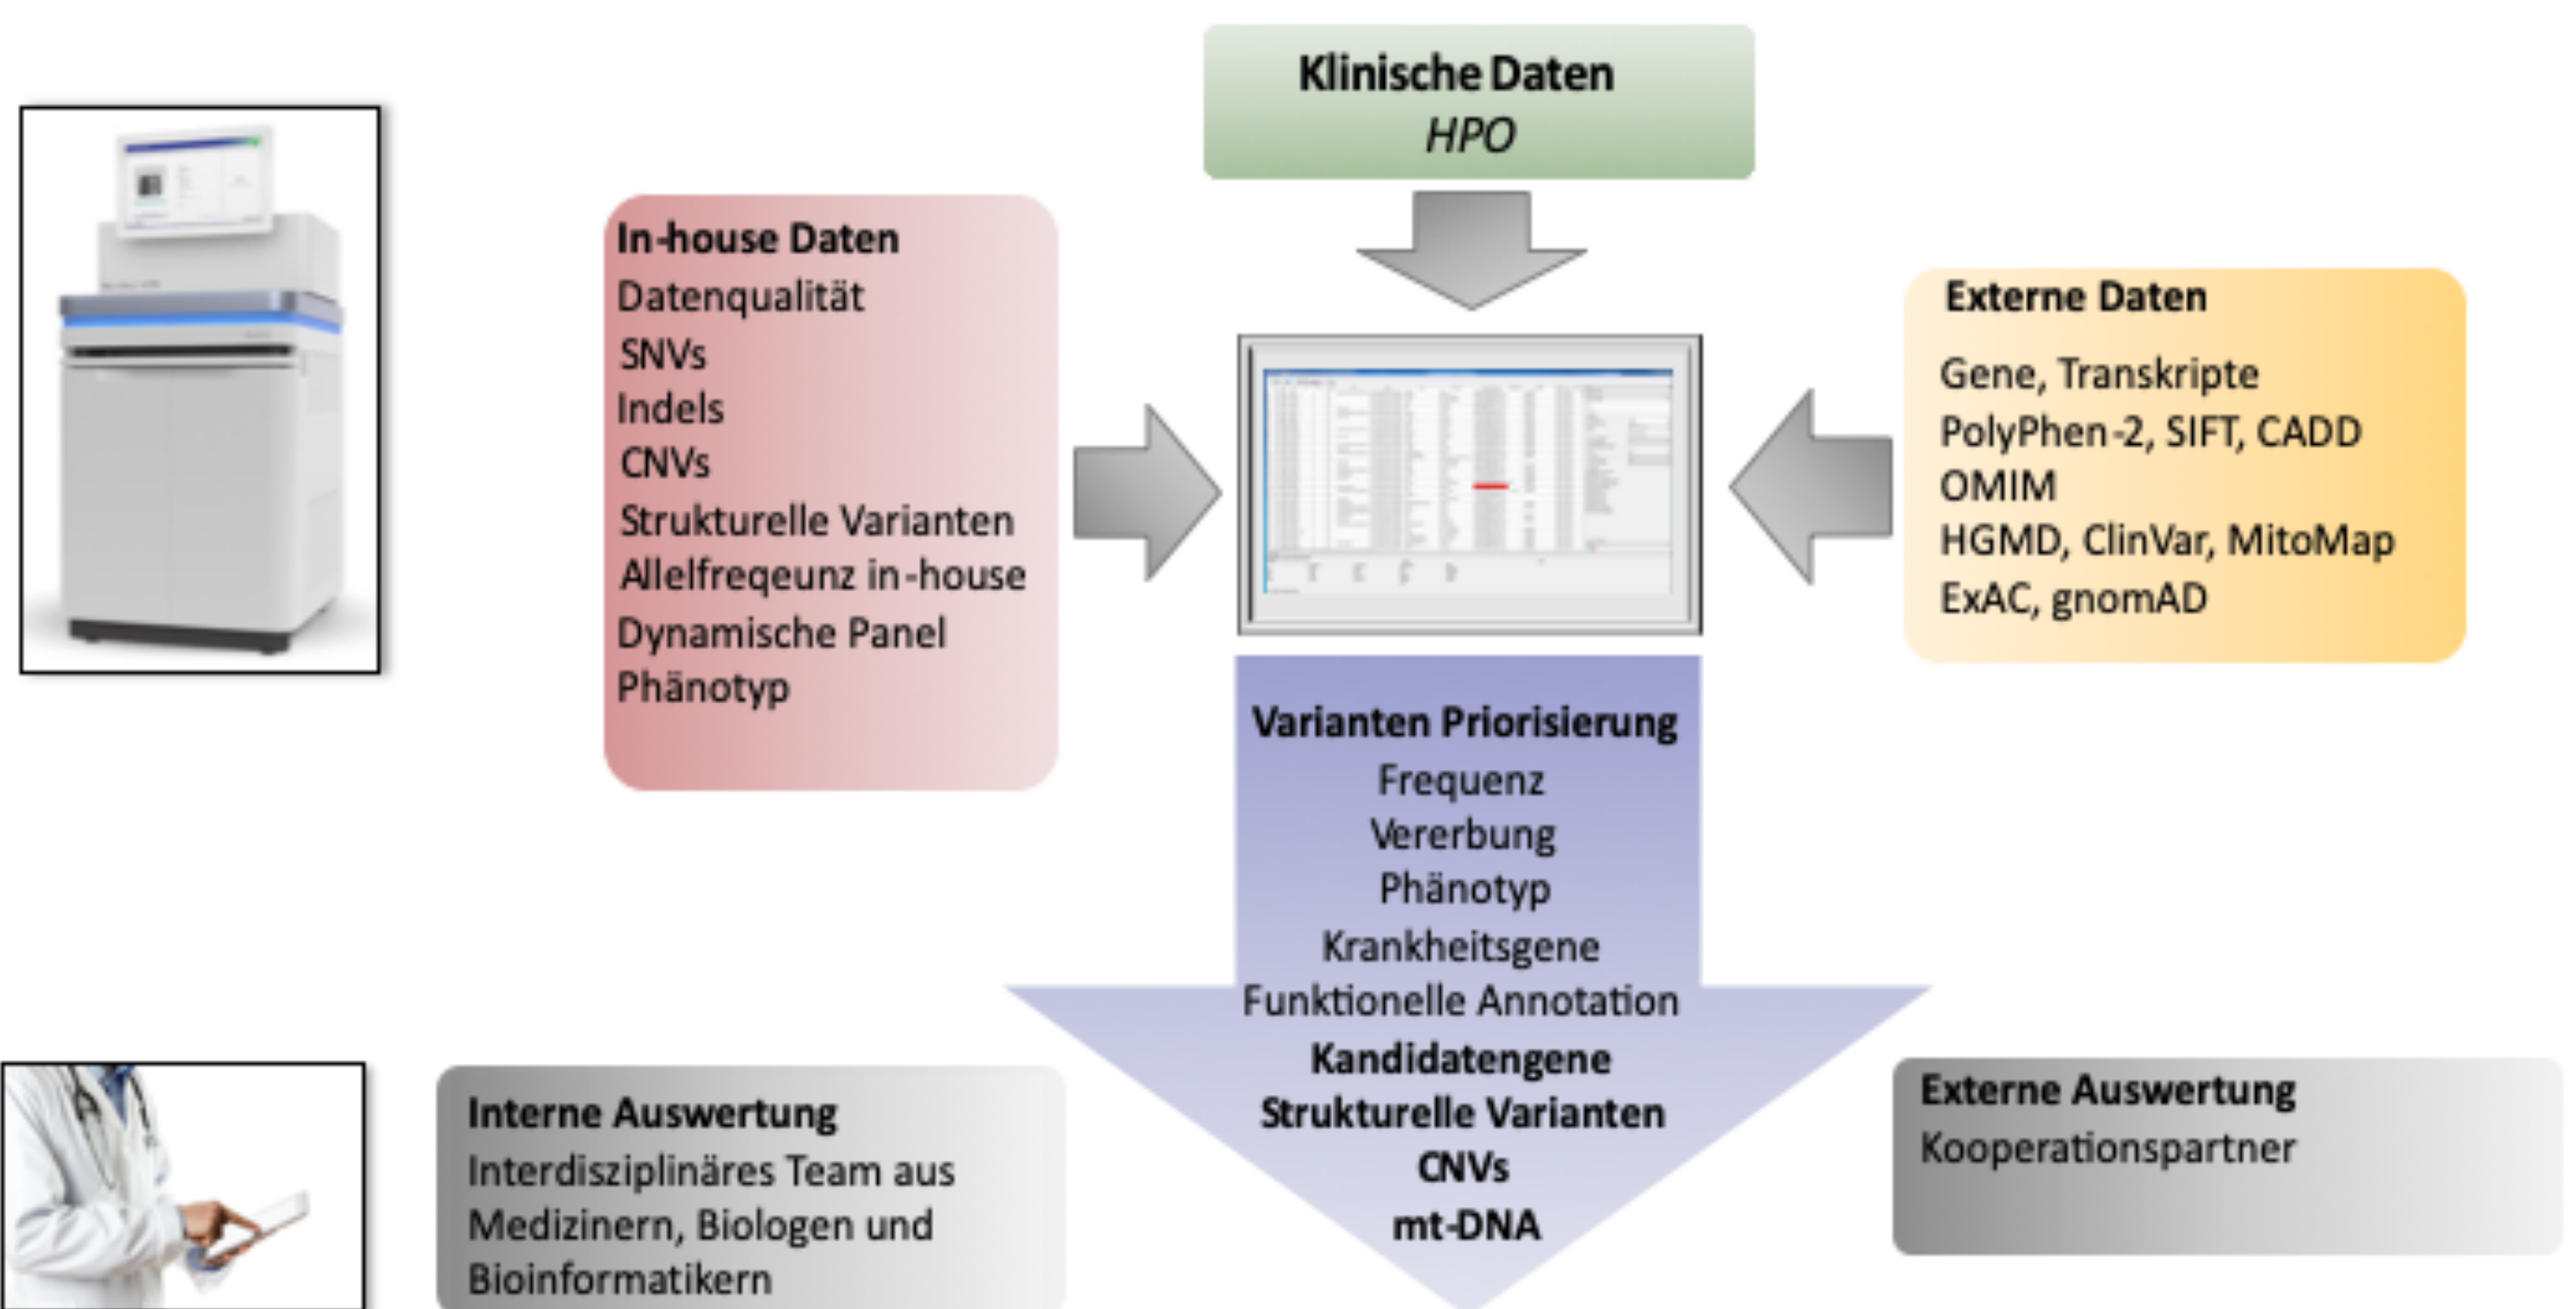 Klinische Daten
HPO
In-house Daten
Datenqualität
SNVs
Indels
CNVs
Strukturelle Varianten
Allelfreqeunz in-house
Dynamische Panel
Phänotyp
Externe Daten
Gene, Transkripte
PolyPhen-2, SIFT, CADD
OMIM
HGMD, ClinVar, MitoMap
ExAC, gnomAD
Varianten Priorisierung
Frequenz
Vererbung
Phänotyp
Krankheitsgene
Funktionelle Annotation
Kandidatengene
Strukturelle Varianten
CNVs
mt-DNA
Interne Auswertung
Interdisziplinäres Team aus
Medizinern, Biologen und
Bioinformatikern
Externe Auswertung
Kooperationspartner